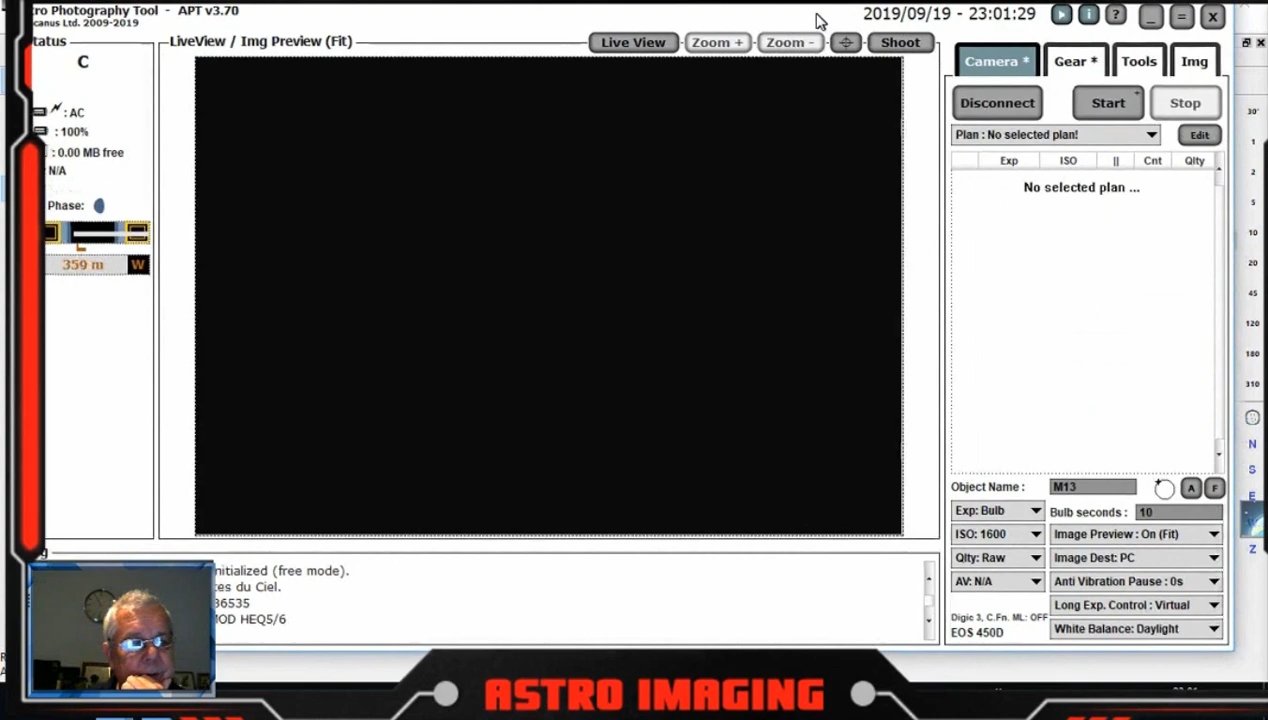 tro Photography Tool - APT v3.70
canus Ltd. 2009-2019
2019/09/19 - 23:01:29
i
?
tatus
C
: AC
: 100%
: 0.00 MB free
: N/A
Phase:
359 m
W
LiveView / Img Preview (Fit)
Live View
Zoom +
Zoom -
Shoot
Camera *
Gear *
Tools
Img
Disconnect
Start
Stop
Plan : No selected plan!
Edit
Exp ISO || Cnt Qlty
No selected plan ...
Object Name : M13
A
F
Exp: Bulb
Bulb seconds : 10
ISO: 1600
Image Preview : On (Fit)
Qlty: Raw
Image Dest: PC
AV: N/A
Anti Vibration Pause : 0s
Long Exp. Control : Virtual
Digic 3, C.Fn. ML: OFF
EOS 450D
White Balance: Daylight
nitialized (free mode).
es du Ciel.
36535
MOD HEQ5/6
30'
1
2
5
10
20
45
120
180
310
N
S
E
W
Z
ASTRO IMAGING